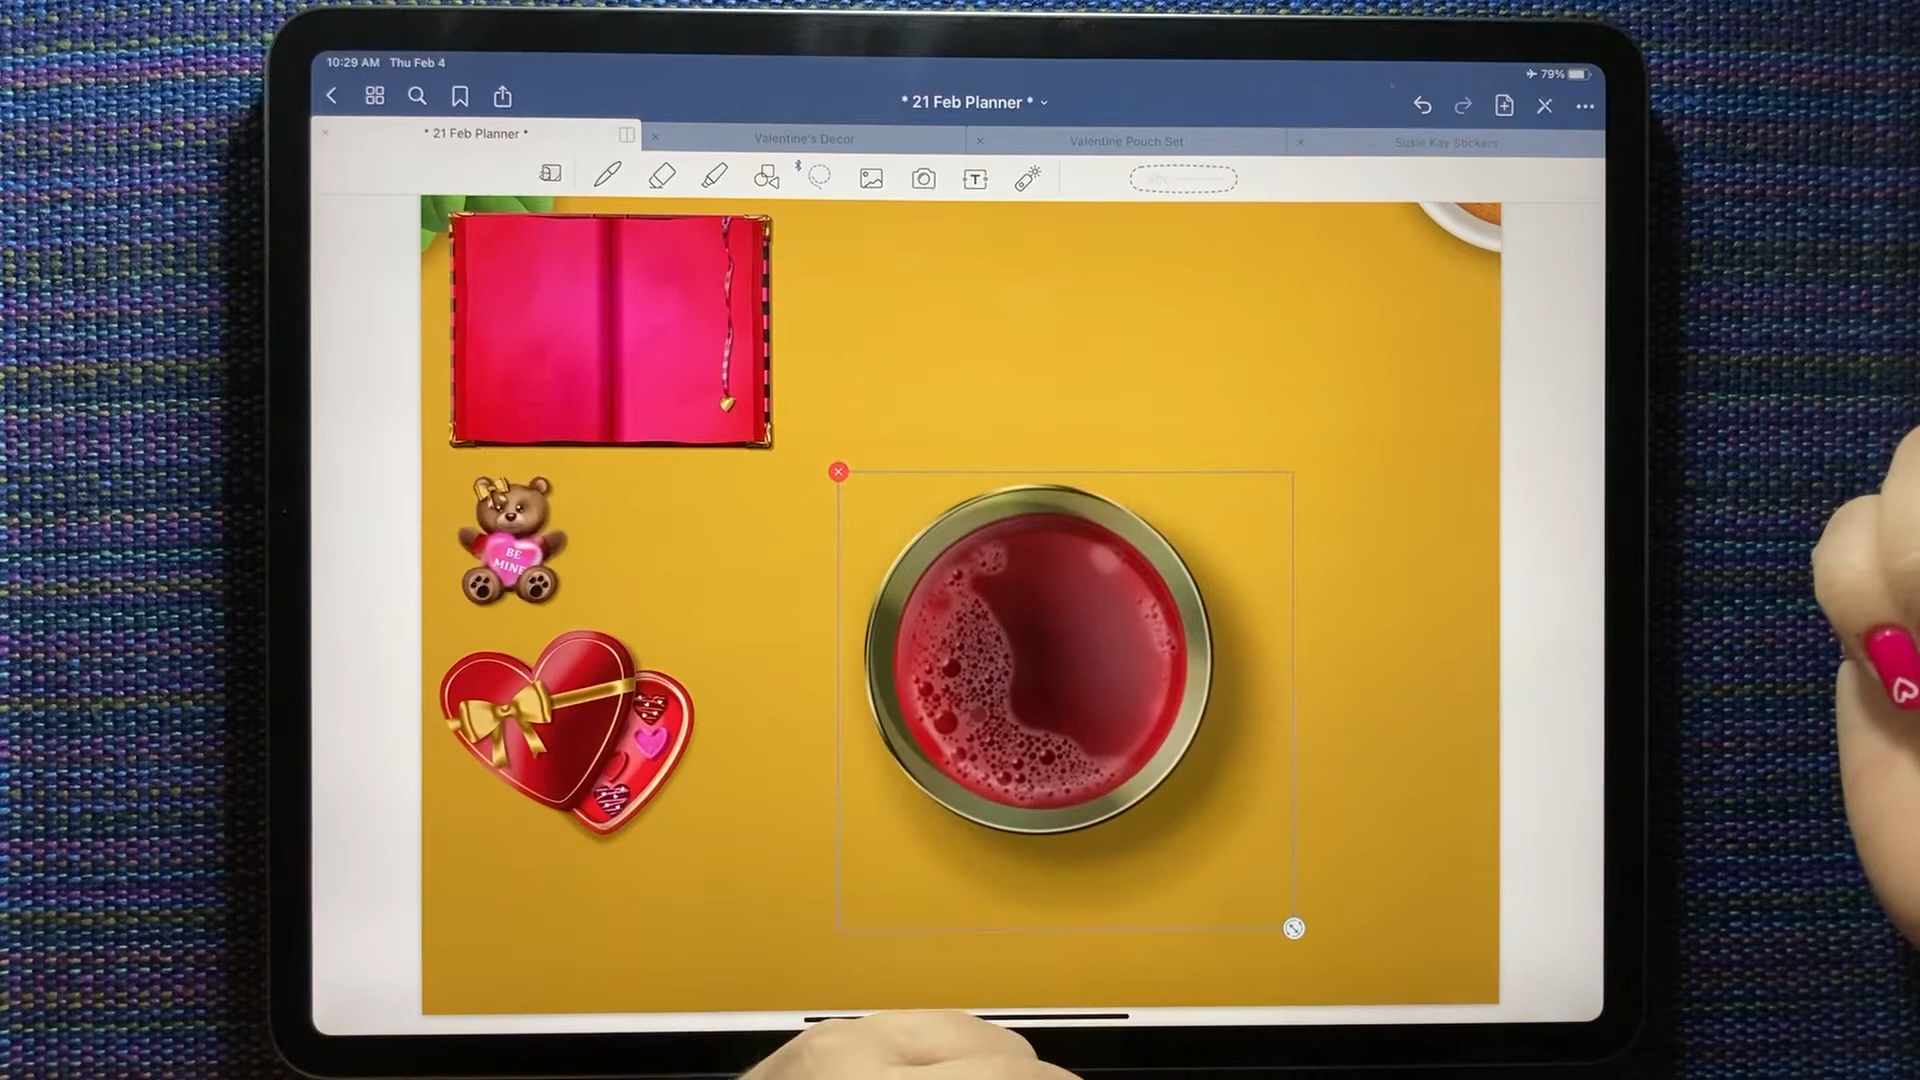 10:29 AM Thu Feb 4
79%
* 21 Feb Planner *
* 21 Feb Planner *
Valentine's Decor
Valentine Pouch Set
Susie Kay Stickers
T
BE
MINE